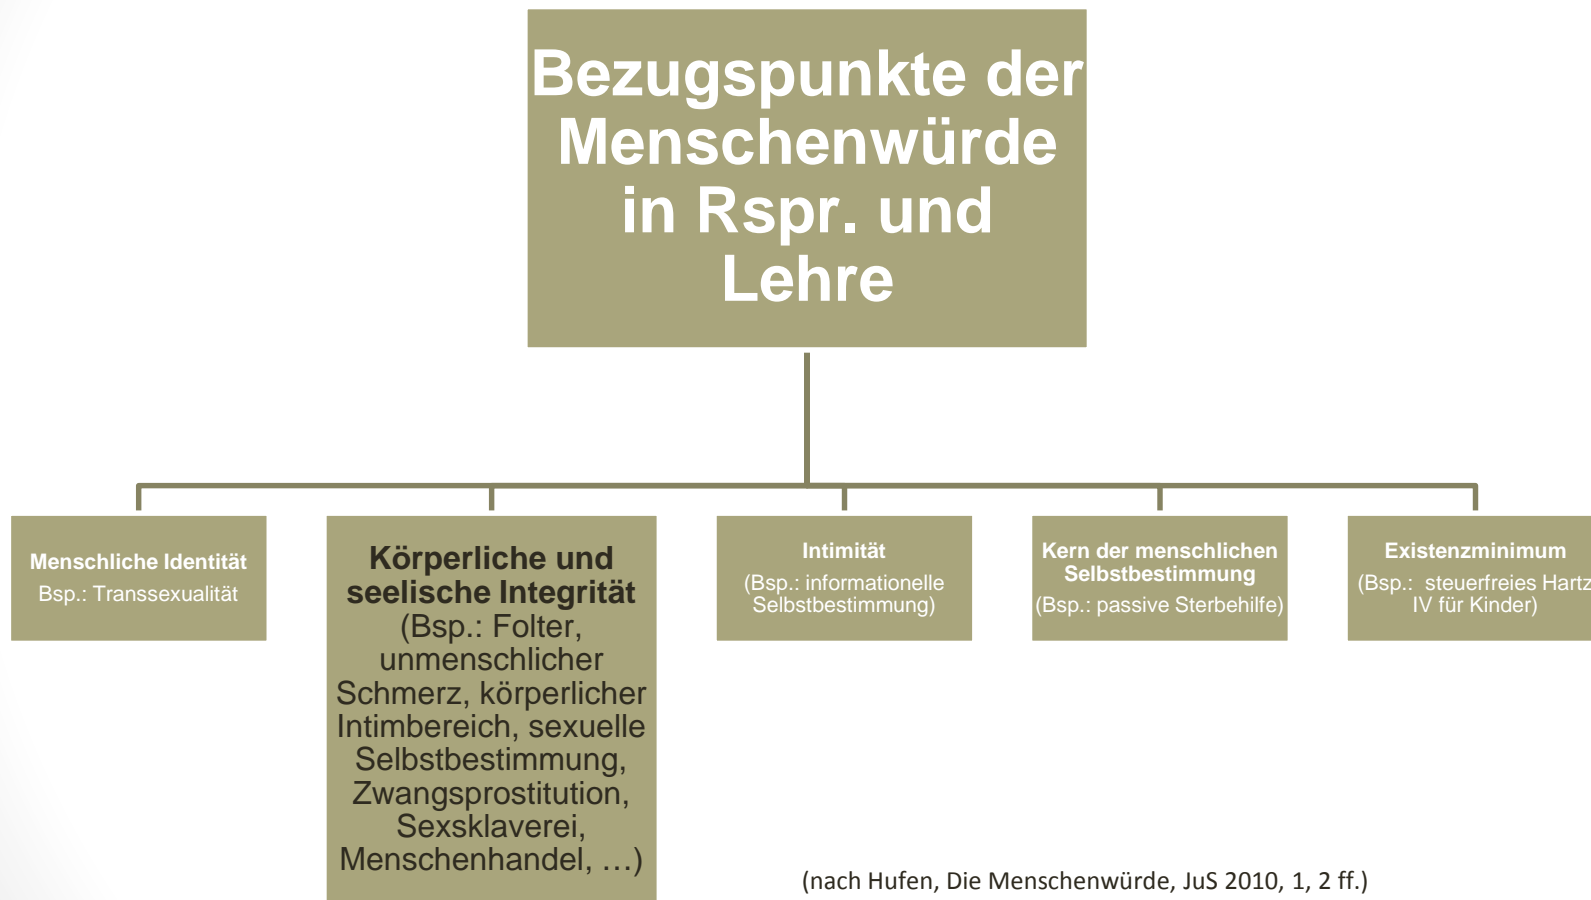 Bezugspunkte der
Menschenwürde
in Rspr. und
Lehre
Menschliche Identität
Bsp.: Transsexualität
Körperliche und
seelische Integrität
(Bsp.: Folter,
unmenschlicher
Schmerz, körperlicher
Intimbereich, sexuelle
Selbstbestimmung,
Zwangsprostitution,
Sexsklaverei,
Menschenhandel, …)
Intimität
(Bsp.: informationelle
Selbstbestimmung)
Kern der menschlichen
Selbstbestimmung
(Bsp.: passive Sterbehilfe)
Existenzminimum
(Bsp.: steuerfreies Hartz
IV für Kinder)
(nach Hufen, Die Menschenwürde, JuS 2010, 1, 2 ff.)